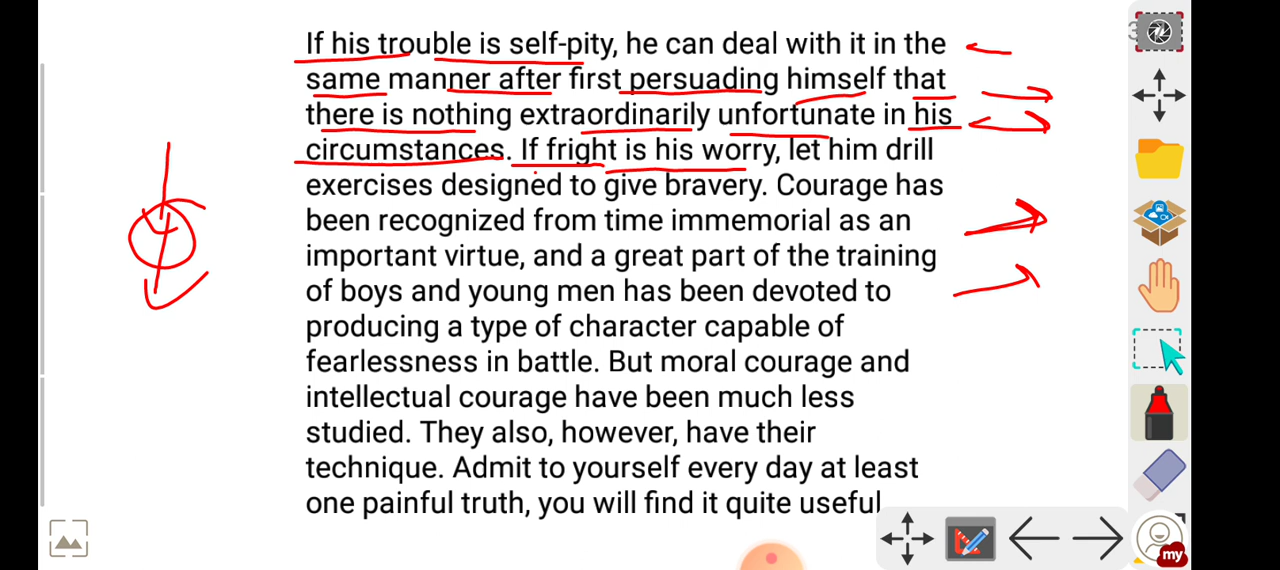 If his trouble is self-pity, he can deal with it in the
same manner after first persuading himself that
there is nothing extraordinarily unfortunate in his
circumstances. If fright is his worry, let him drill
exercises designed to give bravery. Courage has
been recognized from time immemorial as an
important virtue, and a great part of the training
of boys and young men has been devoted to
producing a type of character capable of
fearlessness in battle. But moral courage and
intellectual courage have been much less
studied. They also, however, have their
technique. Admit to yourself every day at least
one painful truth, you will find it quite useful
my